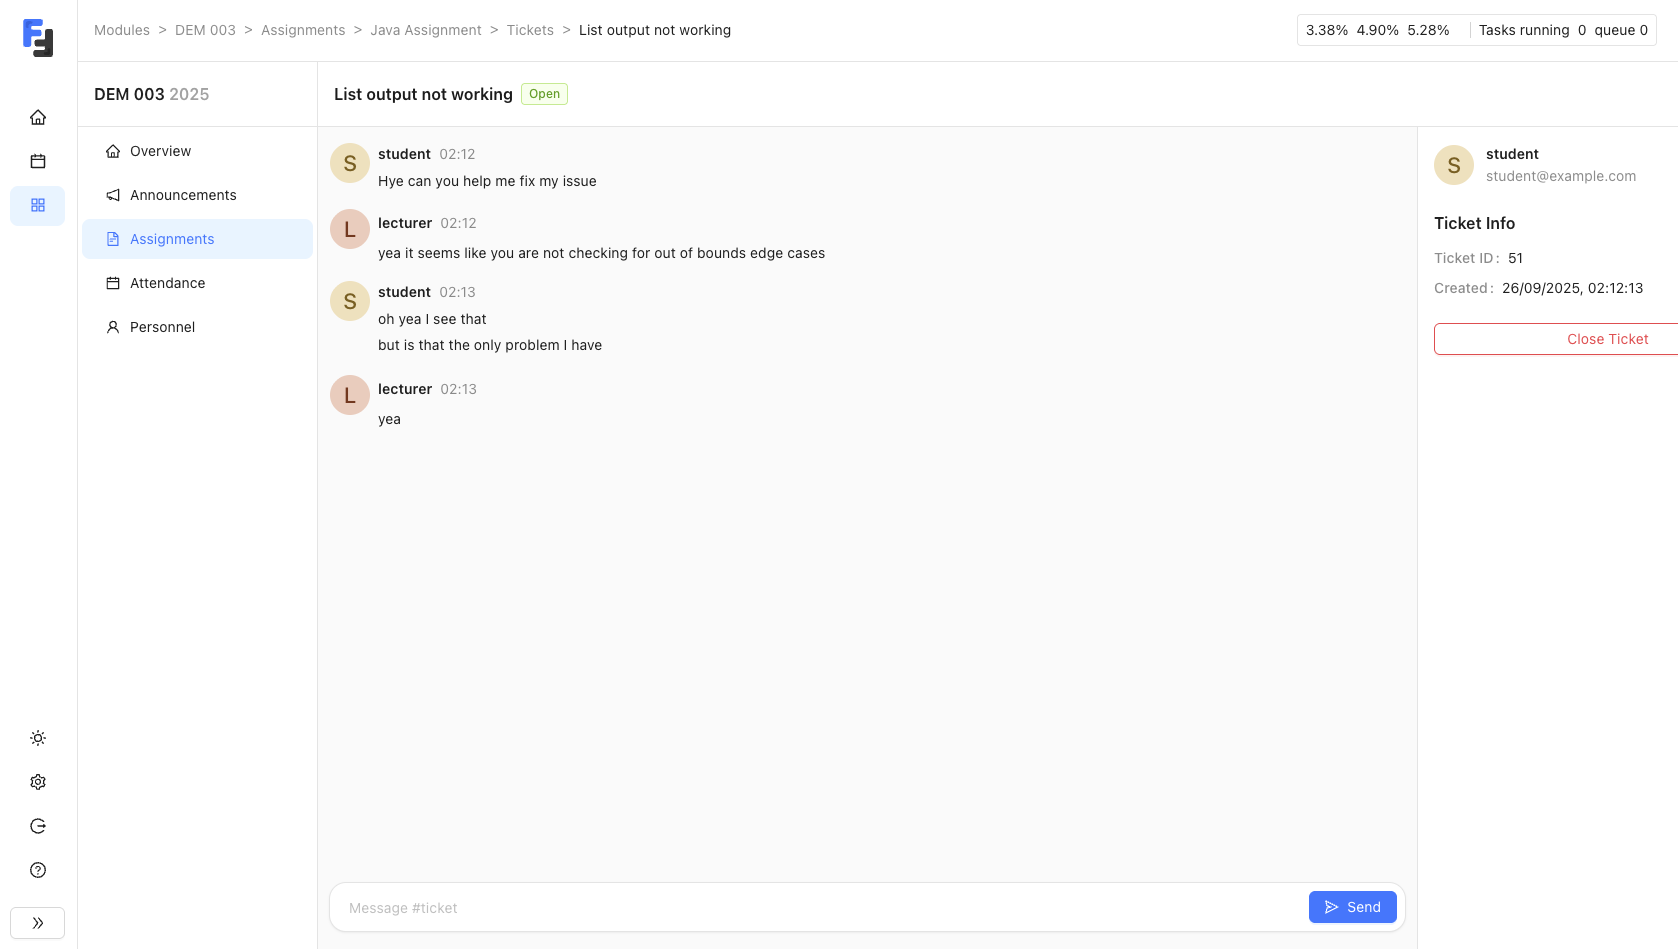 Modules > DEM 003 > Assignments > Java Assignment > Tickets > List output not working
3.38% 4.90% 5.28% Tasks running 0 queue 0
DEM 003 2025
Overview
Announcements
Assignments
Attendance
Personnel
List output not working Open
S student 02:12
Hye can you help me fix my issue
L lecturer 02:12
yea it seems like you are not checking for out of bounds edge cases
S student 02:13
oh yea I see that
but is that the only problem I have
L lecturer 02:13
yea
Message #ticket
Send
S student
student@example.com
Ticket Info
Ticket ID : 51
Created : 26/09/2025, 02:12:13
Close Ticket